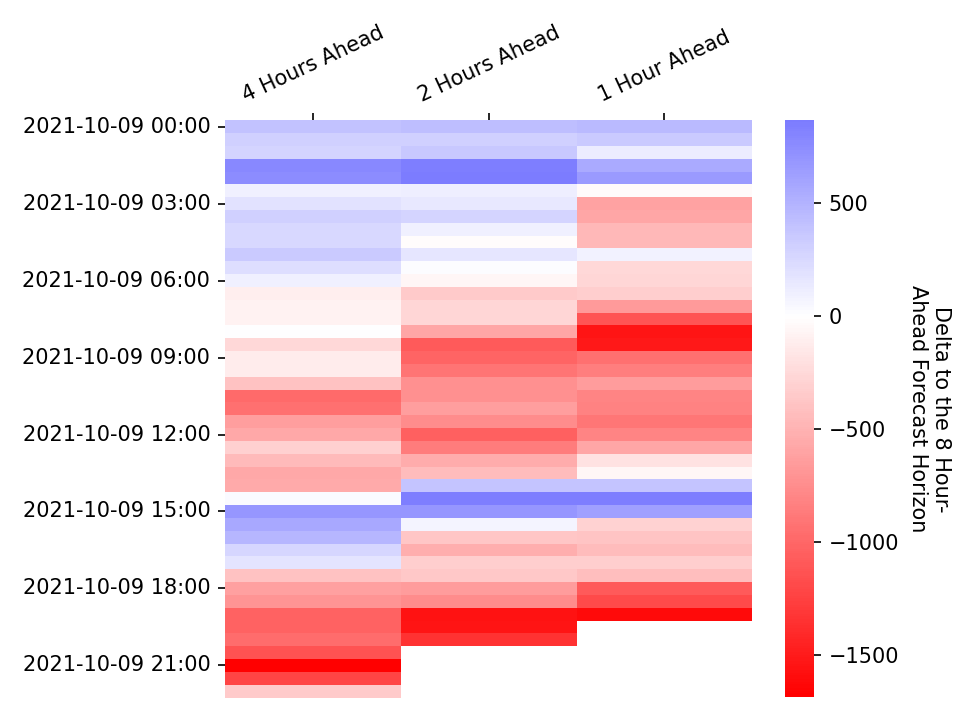 4 Hours Ahead
2 Hours Ahead
1 Hour Ahead
2021-10-09 00:00
2021-10-09 03:00
2021-10-09 06:00
2021-10-09 09:00
2021-10-09 12:00
2021-10-09 15:00
2021-10-09 18:00
2021-10-09 21:00
500
0
−500
−1000
−1500
Delta to the 8 Hour-
Ahead Forecast Horizon